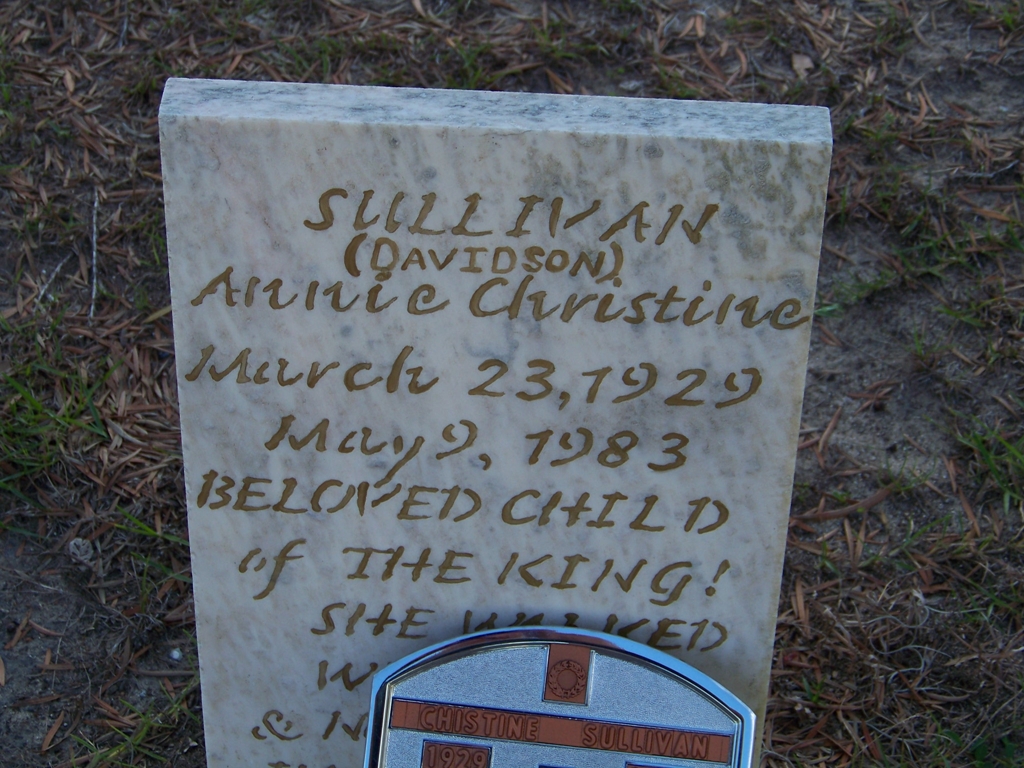 SULLIVAN
(DAVIDSON)
Annie Christine
March 23, 1929
May 9, 1983
BELOVED CHILD
of THE KING!
SHE WALKED
&
CHISTINE SULLIVAN
1929